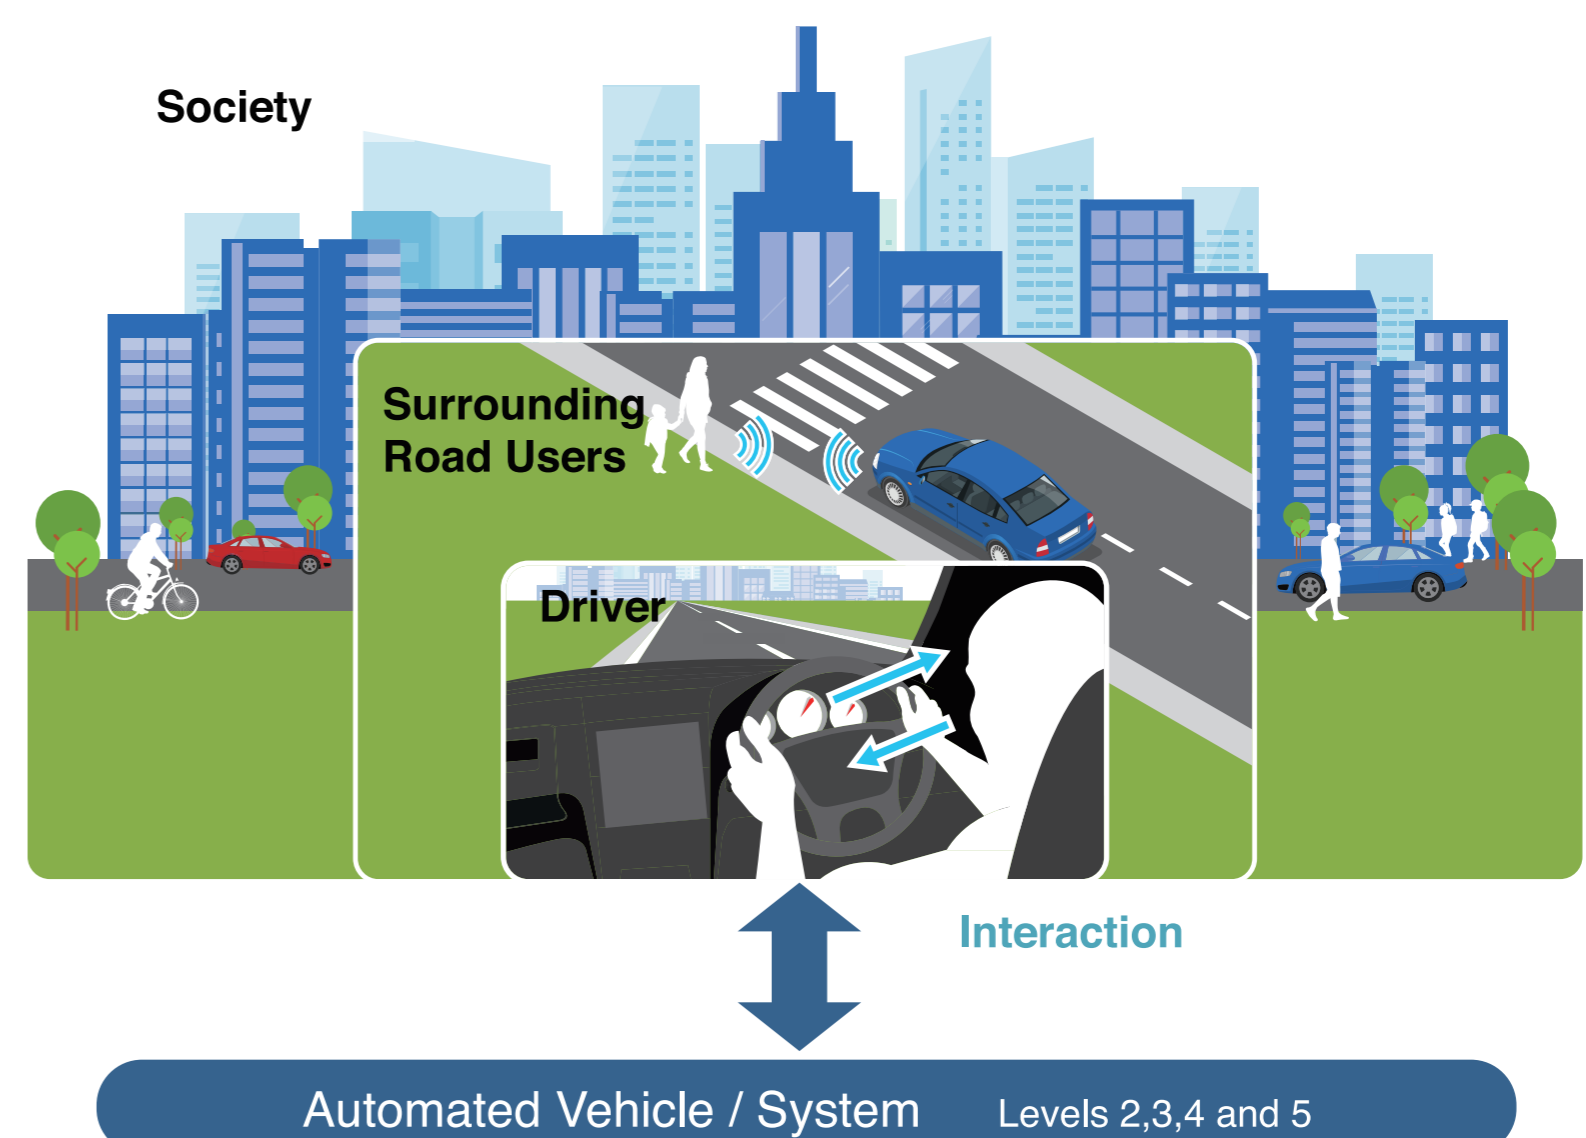 Society
Surrounding
Road Users
Driver
Interaction
Automated Vehicle / System Levels 2,3,4 and 5